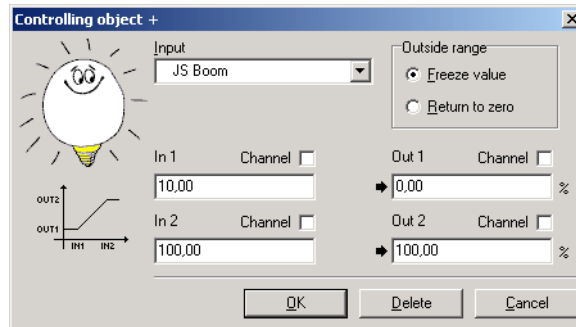 Controlling object +
Input
JS Boom
Outside range
Freeze value
Return to zero
In 1 Channel
Out 1 Channel
10,00
0,00 %
In 2 Channel
Out 2 Channel
100,00
100,00 %
OUT2
OUT1
IN1 IN2
OK Delete Cancel